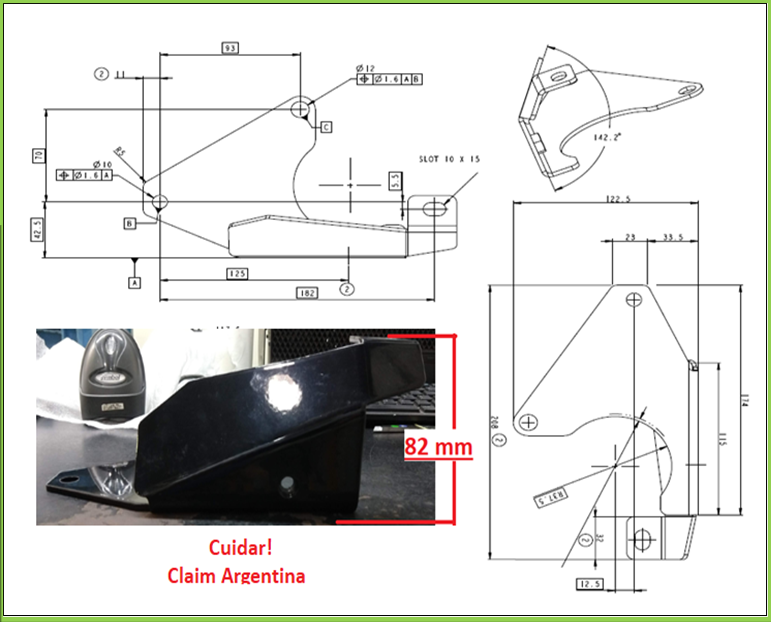 93
2
11
Ø12
⌖ Ø1.6 A B
C
R5
70
Ø10
⌖ Ø1.6 A
B
SLOT 10 X 15
5.5
42.5
A
125
2
182
142.2°
122.5
23
33.5
268
2
174
115
R37.5
32
2
12.5
82 mm
Cuidar!
Claim Argentina